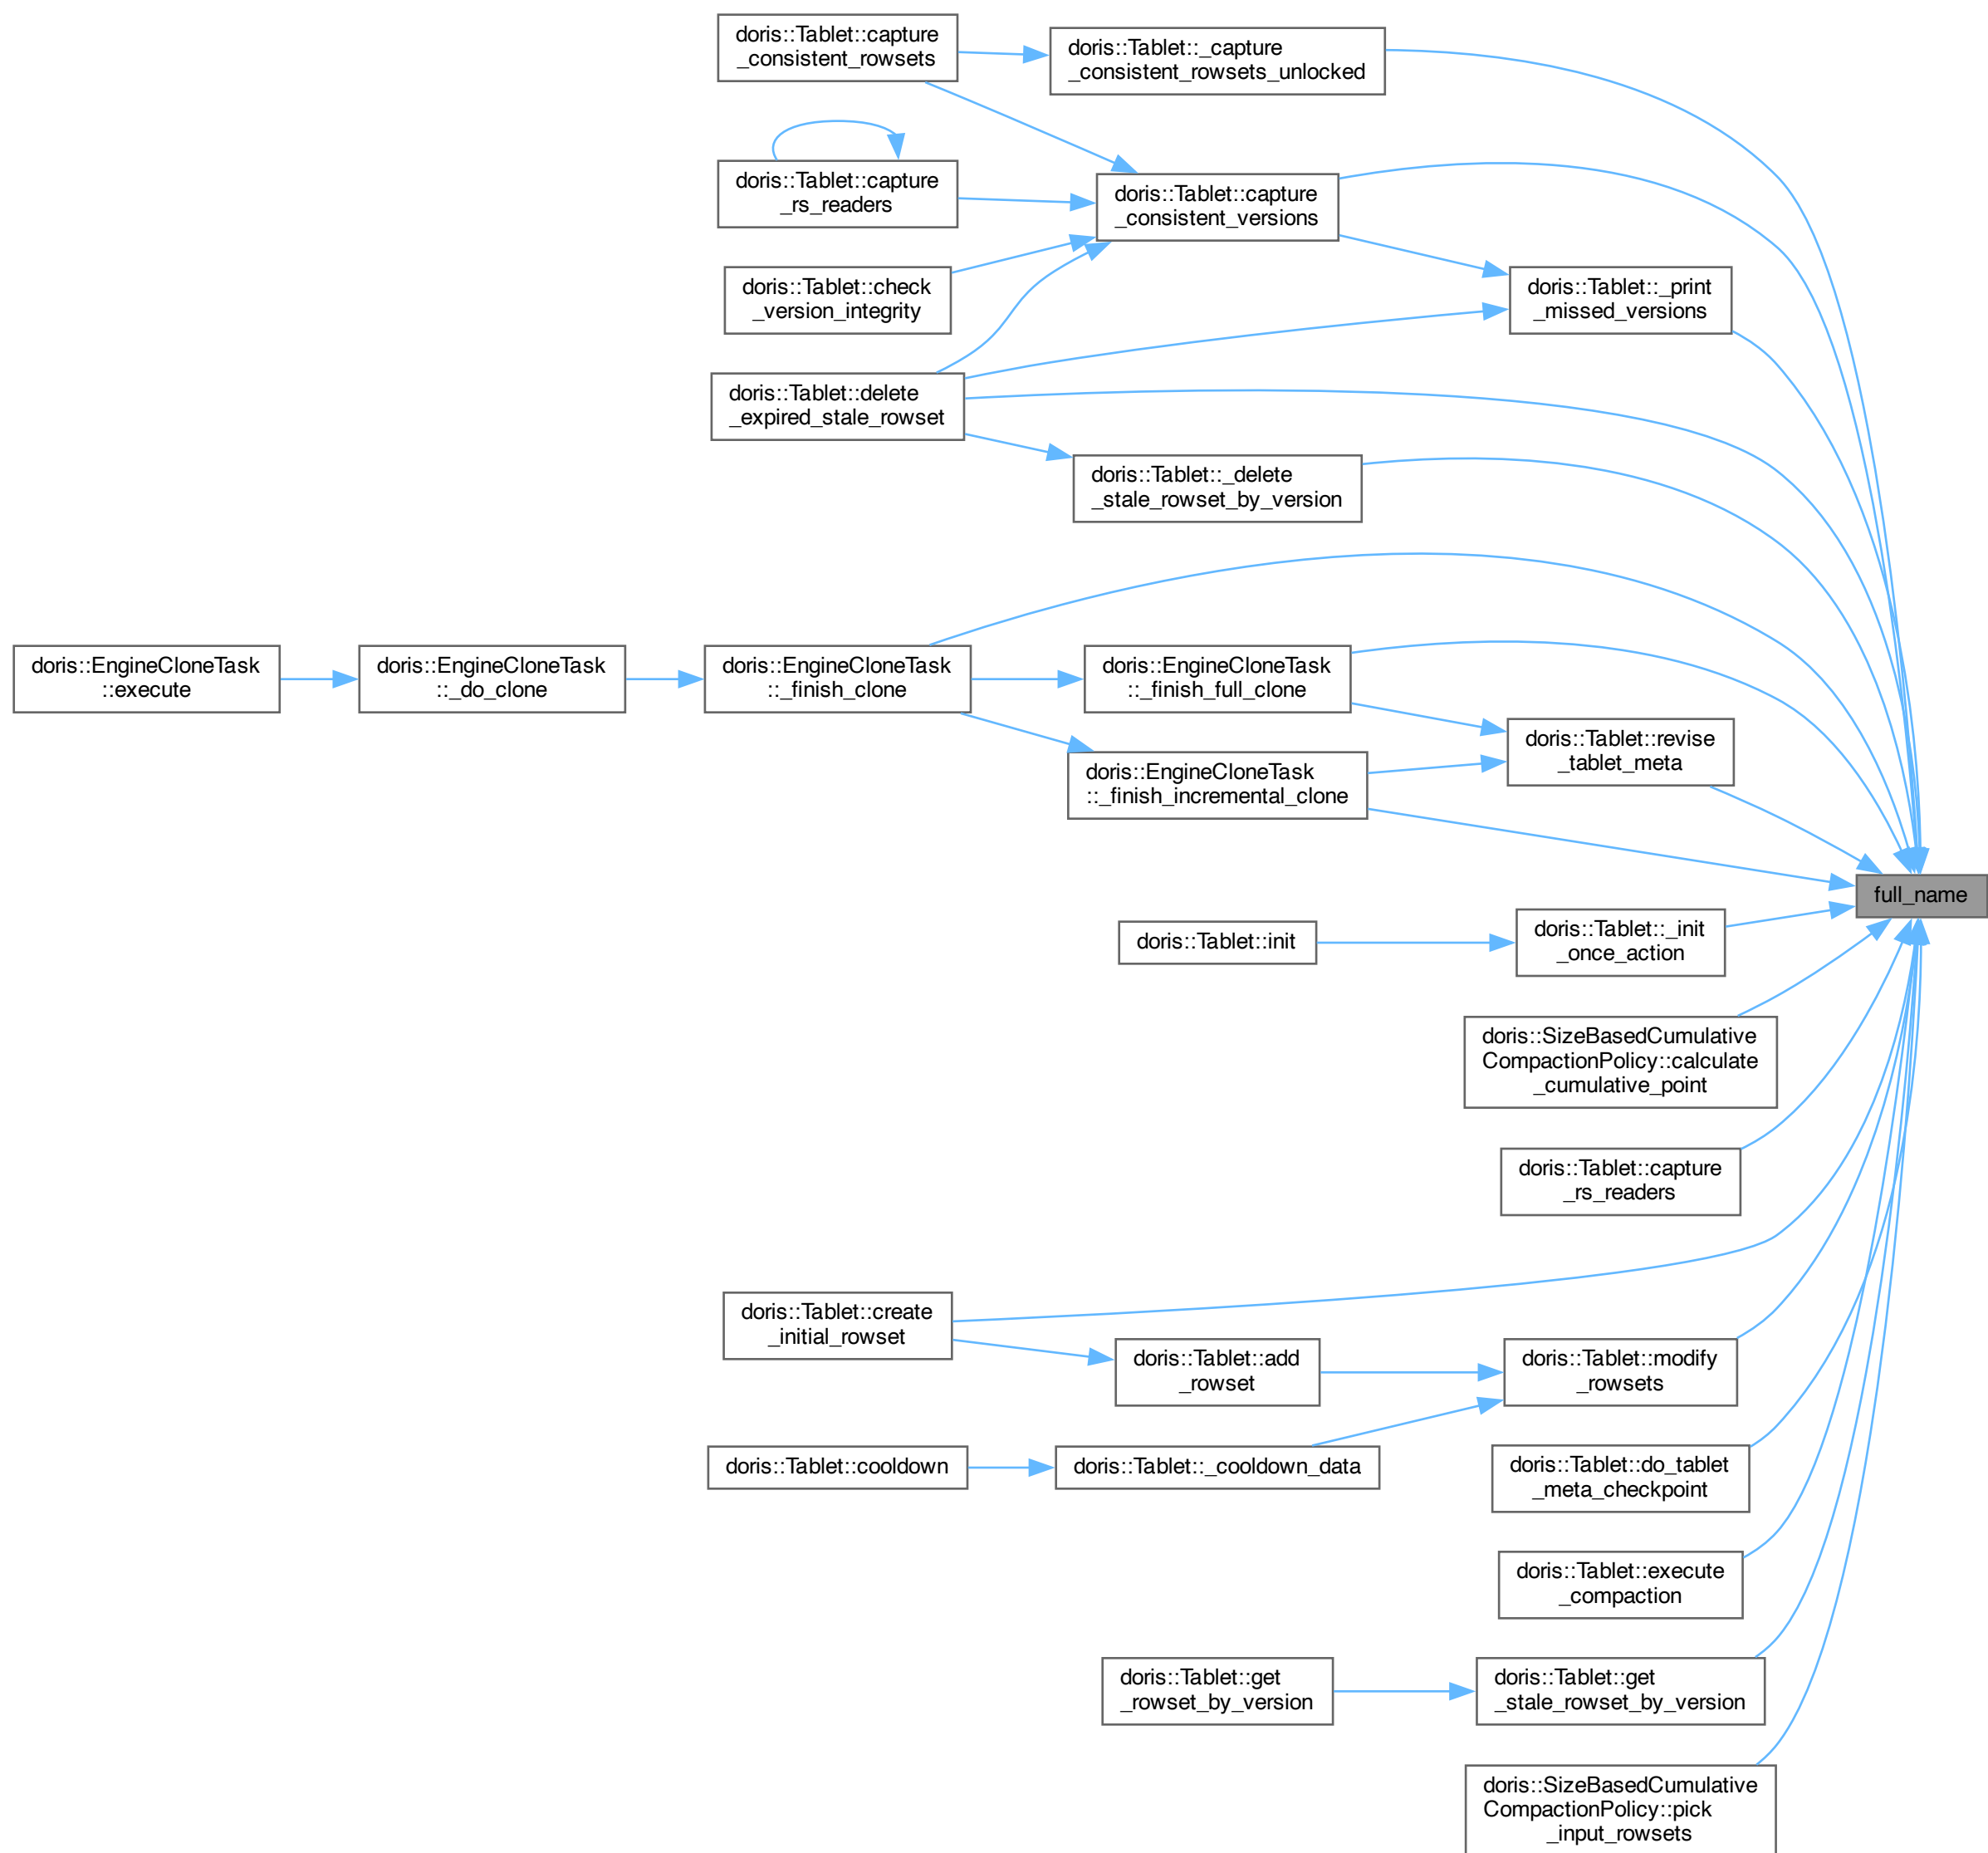 doris::Tablet::capture
_consistent_rowsets
doris::Tablet::_capture
_consistent_rowsets_unlocked
doris::Tablet::capture
_rs_readers
doris::Tablet::capture
_consistent_versions
doris::Tablet::check
_version_integrity
doris::Tablet::_print
_missed_versions
doris::Tablet::delete
_expired_stale_rowset
doris::Tablet::_delete
_stale_rowset_by_version
doris::EngineCloneTask
::execute
doris::EngineCloneTask
::_do_clone
doris::EngineCloneTask
::_finish_clone
doris::EngineCloneTask
::_finish_full_clone
doris::Tablet::revise
_tablet_meta
doris::EngineCloneTask
::_finish_incremental_clone
full_name
doris::Tablet::init
doris::Tablet::_init
_once_action
doris::SizeBasedCumulative
CompactionPolicy::calculate
_cumulative_point
doris::Tablet::capture
_rs_readers
doris::Tablet::create
_initial_rowset
doris::Tablet::add
_rowset
doris::Tablet::modify
_rowsets
doris::Tablet::cooldown
doris::Tablet::_cooldown_data
doris::Tablet::do_tablet
_meta_checkpoint
doris::Tablet::execute
_compaction
doris::Tablet::get
_rowset_by_version
doris::Tablet::get
_stale_rowset_by_version
doris::SizeBasedCumulative
CompactionPolicy::pick
_input_rowsets